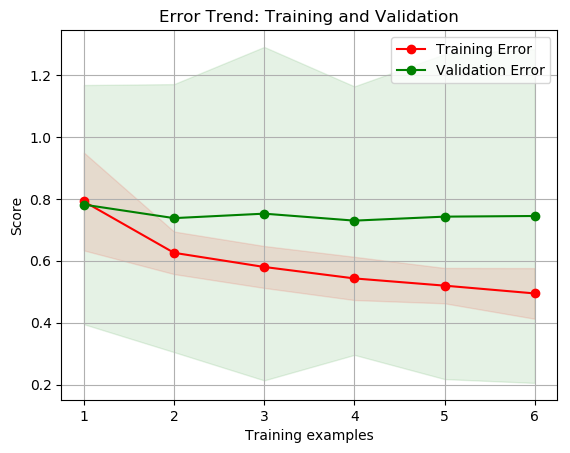 Error Trend: Training and Validation
Training Error
Validation Error
Score
1.2
1.0
0.8
0.6
0.4
0.2
1 2 3 4 5 6
Training examples